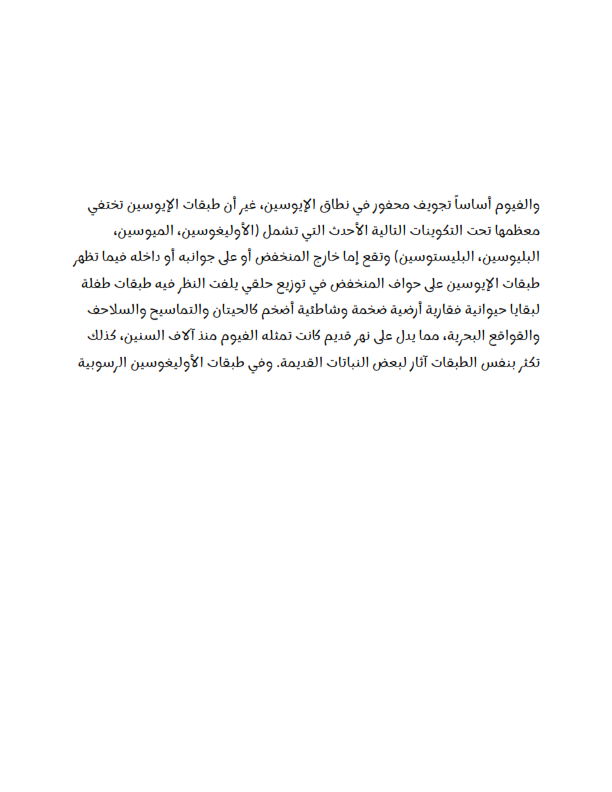 والفيوم أساساً تجويف محفور في نطاق الإيوسين، غير أن طبقات الإيوسين تختفي
معظمها تحت التكوينات التالية الأحدث التي تشمل (الأوليغوسين، الميوسين،
البليوسين، البليستوسين) وتقع إما خارج المنخفض أو على جوانبه أو داخله فيما تظهر
طبقات الإيوسين على حواف المنخفض في توزيع حلقي يلفت النظر فيه طبقات طفلة
لبقايا حيوانية فقارية أرضية ضخمة وشاطئية أضخم كالحيتان والتماسيح والسلاحف
والقواقع البحرية، مما يدل على نهر قديم كانت تمثله الفيوم منذ آلاف السنين، كذلك
تكثر بنفس الطبقات آثار لبعض النباتات القديمة. وفي طبقات الأوليغوسين الرسوبية